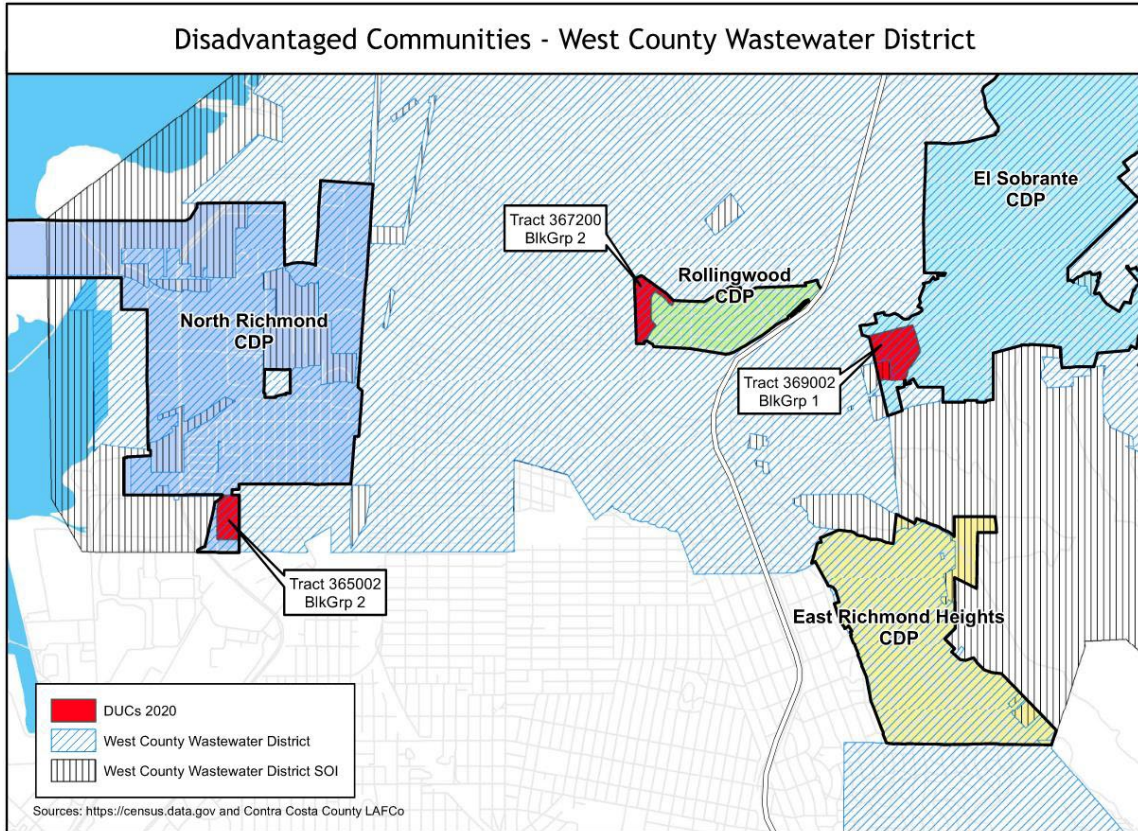 Disadvantaged Communities - West County Wastewater District
El Sobrante
CDP
Tract 367200
BlkGrp 2
Rollingwood
CDP
North Richmond
CDP
Tract 369002
BlkGrp 1
Tract 365002
BlkGrp 2
East Richmond Heights
CDP
DUCs 2020
West County Wastewater District
West County Wastewater District SOI
Sources: https://census.data.gov and Contra Costa County LAFCo